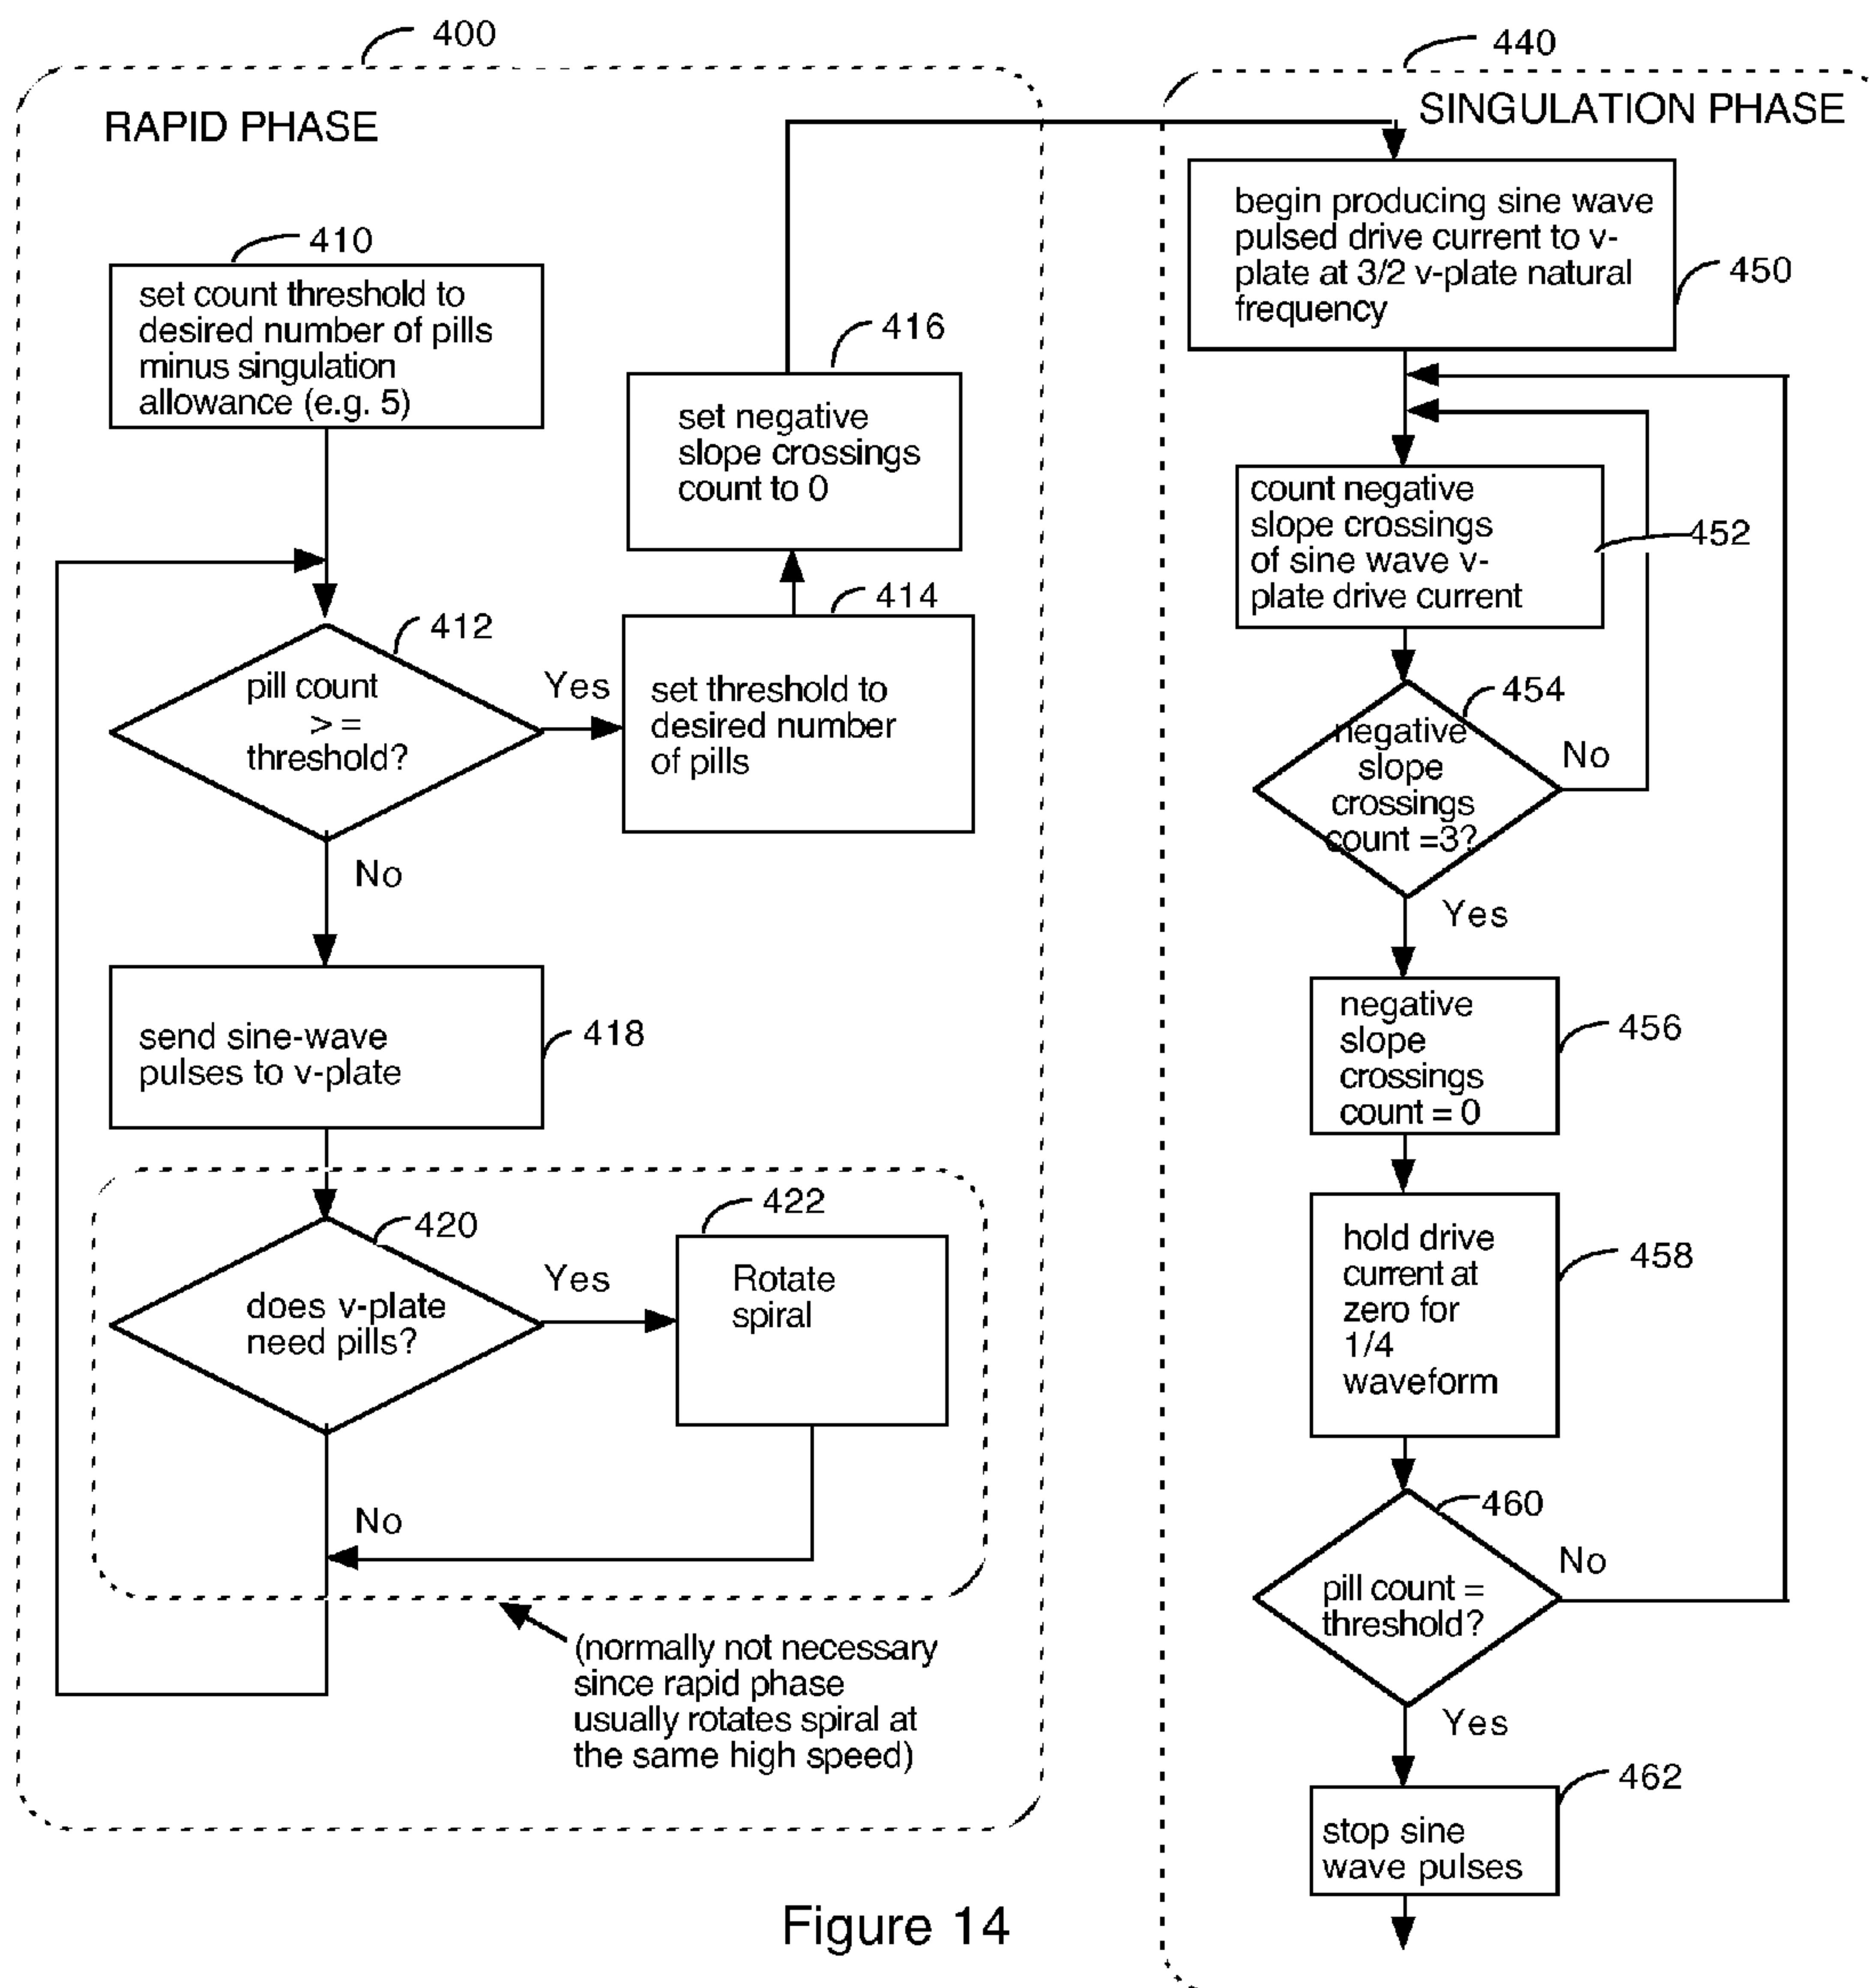 400
RAPID PHASE
410
set count threshold to
desired number of pills
minus singulation
allowance (e.g. 5)
416
set negative
slope crossings
count to 0
412
pill count
> =
threshold?
Yes
No
414
set threshold to
desired number
of pills
418
send sine-wave
pulses to v-plate
420
does v-plate
need pills?
Yes
No
422
Rotate
spiral
(normally not necessary
since rapid phase
usually rotates spiral at
the same high speed)
440
SINGULATION PHASE
begin producing sine wave
pulsed drive current to v-
plate at 3/2 v-plate natural
frequency
450
count negative
slope crossings
of sine wave v-
plate drive current
452
454
negative
slope
crossings
count =3?
No
Yes
negative
slope
crossings
count = 0
456
hold drive
current at
zero for
1/4
waveform
458
460
pill count =
threshold?
No
Yes
462
stop sine
wave pulses
Figure 14